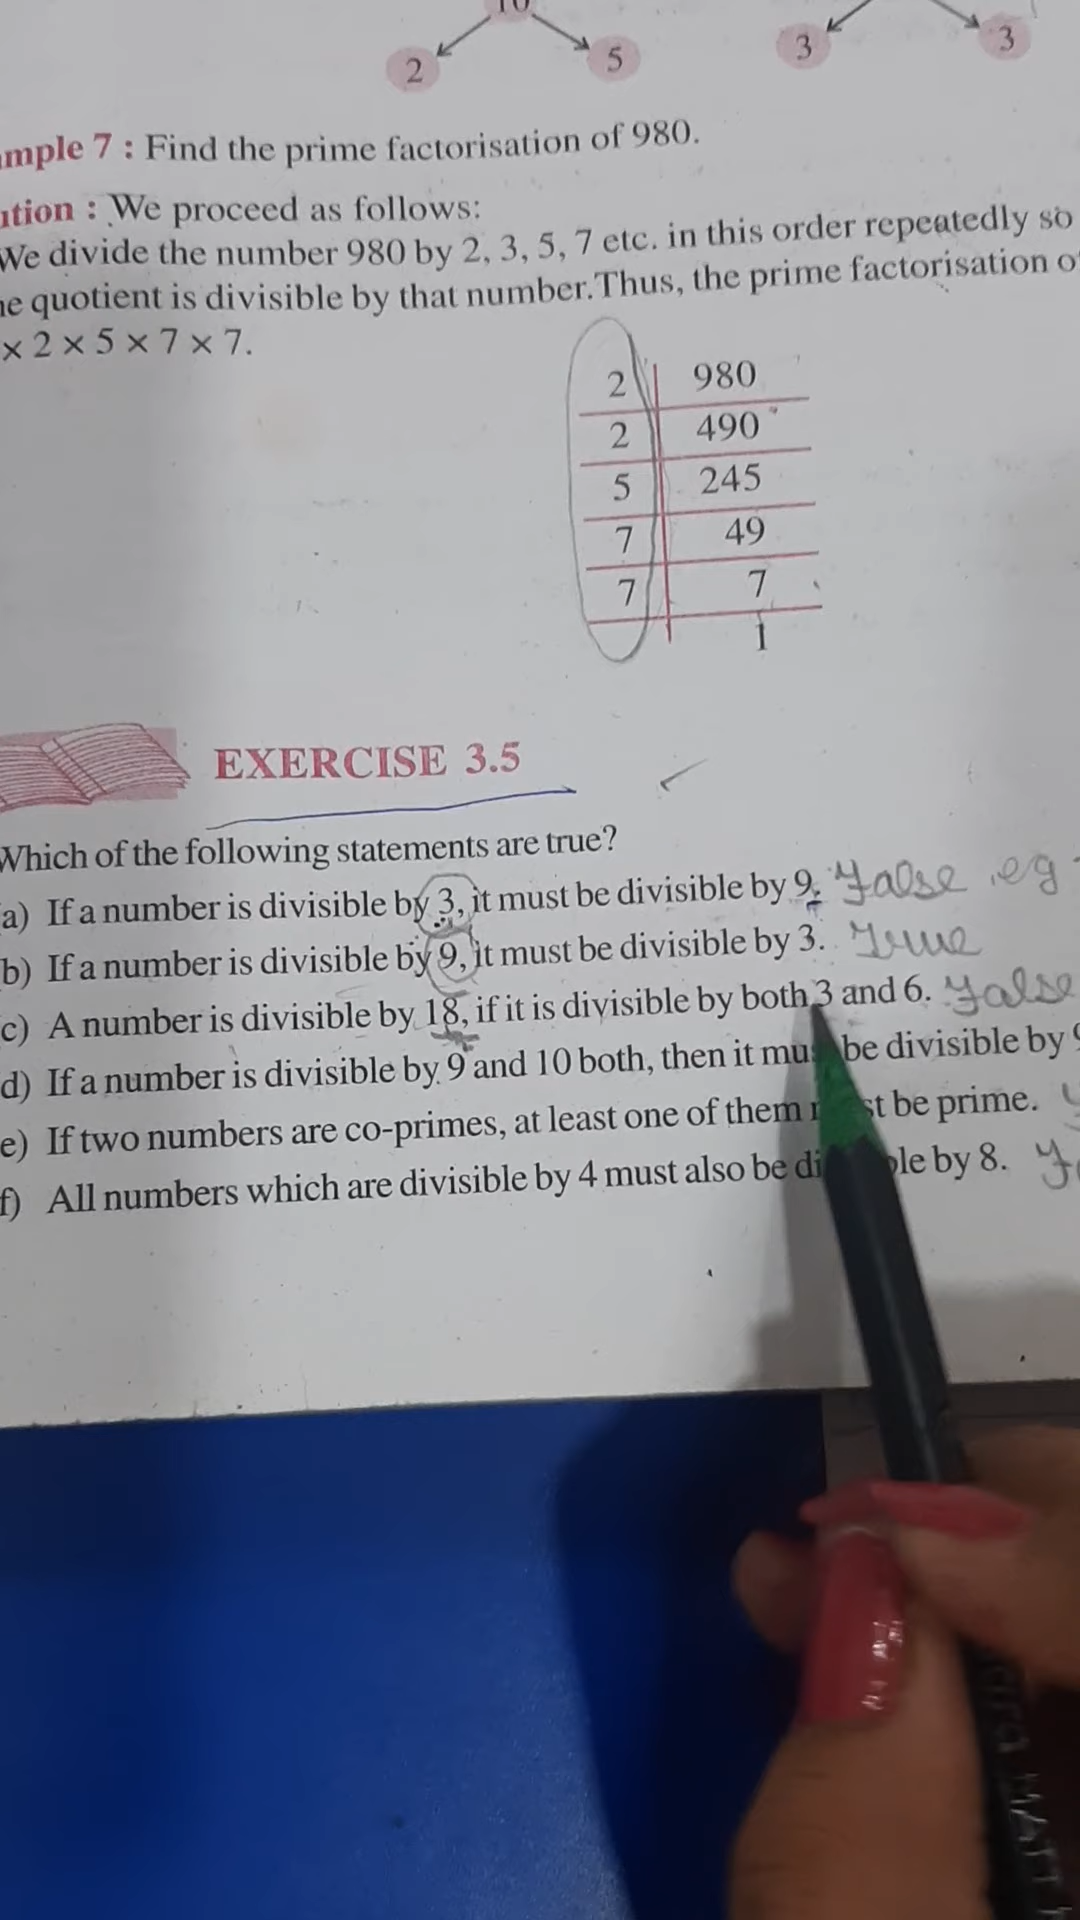 10
2 5 3 3
mple 7 : Find the prime factorisation of 980.
ution : We proceed as follows:
We divide the number 980 by 2, 3, 5, 7 etc. in this order repeatedly so
he quotient is divisible by that number. Thus, the prime factorisation o
× 2 × 5 × 7 × 7.
2 980
2 490
5 245
7 49
7 7
1
EXERCISE 3.5
Which of the following statements are true?
a) If a number is divisible by 3, it must be divisible by 9. False eg
b) If a number is divisible by 9, it must be divisible by 3. True
c) A number is divisible by 18, if it is divisible by both 3 and 6. False
d) If a number is divisible by 9 and 10 both, then it mu be divisible by 9
e) If two numbers are co-primes, at least one of them st be prime.
f) All numbers which are divisible by 4 must also be di ble by 8.